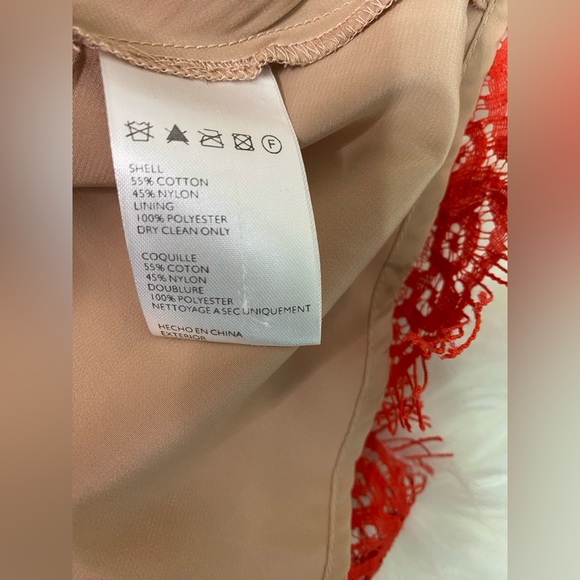 F
SHELL
55% COTTON
45% NYLON
LINING
100% POLYESTER
DRY CLEAN ONLY
COQUILLE
55% COTON
45% NYLON
DOUBLURE
100% POLYESTER
NETTOYAGE A SEC UNIQUEMENT
HECHO EN CHINA
EXTERIOR